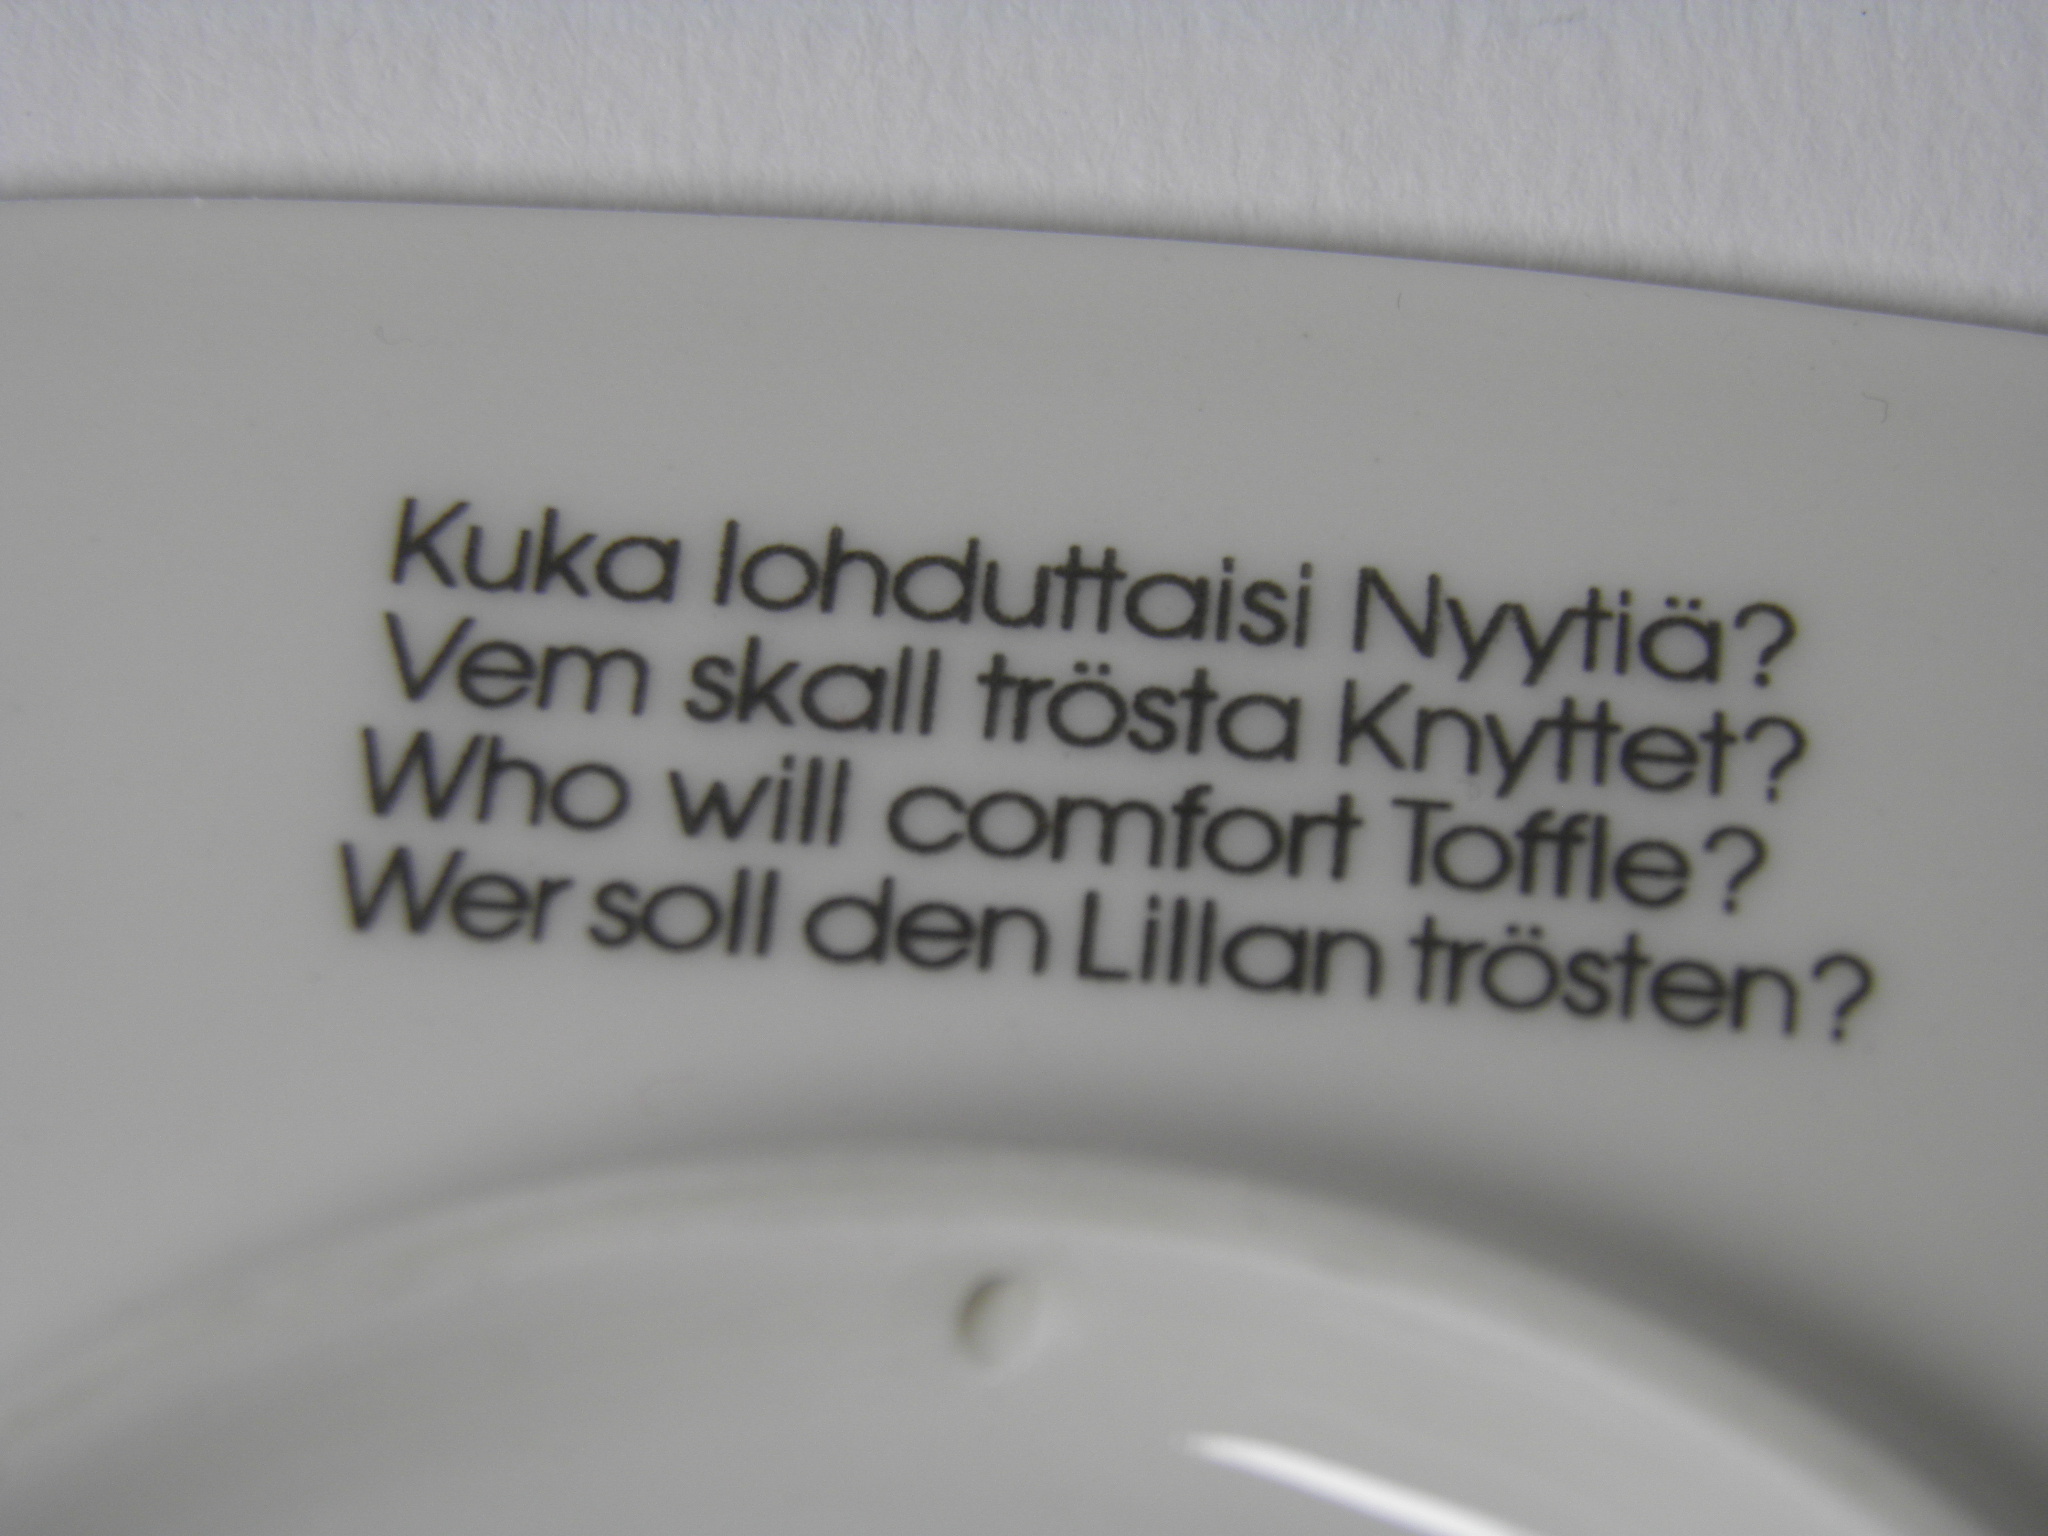 Kuka lohduttaisi Nyytiä?
Vem skall trösta Knyttet?
Who will comfort Toffle?
Wer soll den Lillan trösten?